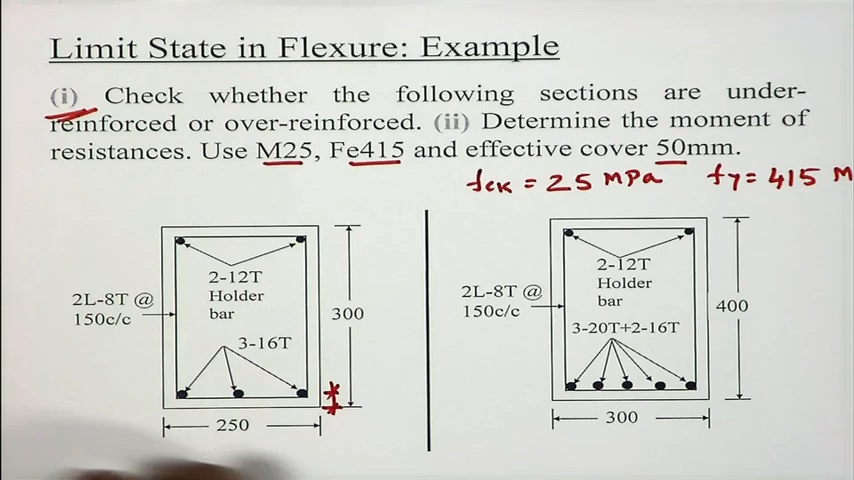 Limit State in Flexure: Example
(i) Check whether the following sections are under-
reinforced or over-reinforced. (ii) Determine the moment of
resistances. Use M25, Fe415 and effective cover 50mm.
fck = 25 MPa fy = 415 M
2-12T
Holder
bar
2L-8T @
150c/c
3-16T
300
250
2-12T
Holder
bar
2L-8T @
150c/c
3-20T+2-16T
400
300